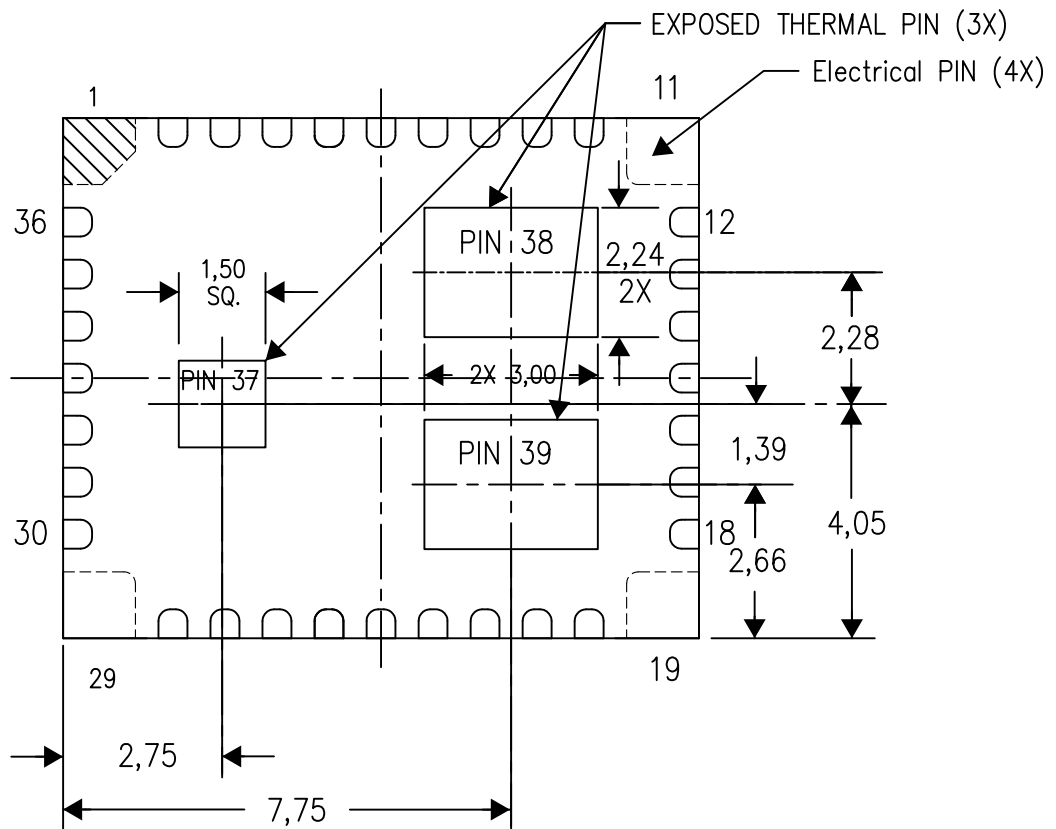 EXPOSED THERMAL PIN (3X)
Electrical PIN (4X)
1
11
36
12
PIN 38
2,24
2X
1,50
SQ.
2,28
PIN 37
2X 3,00
1,39
PIN 39
30
18
4,05
2,66
29
19
2,75
7,75